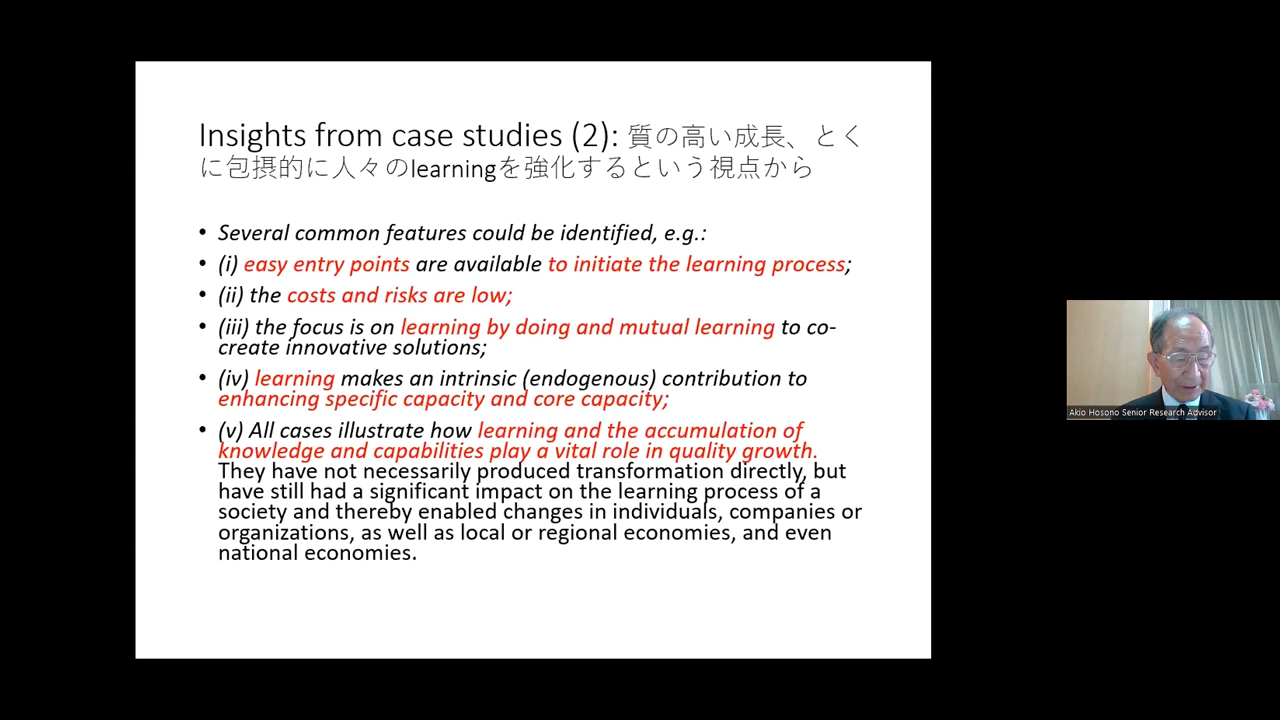 Insights from case studies (2): 質の高い成長、とく
に包摂的に人々のlearningを強化するという視点から
• Several common features could be identified, e.g.:
• (i) easy entry points are available to initiate the learning process;
• (ii) the costs and risks are low;
• (iii) the focus is on learning by doing and mutual learning to co-
create innovative solutions;
• (iv) learning makes an intrinsic (endogenous) contribution to
enhancing specific capacity and core capacity;
• (v) All cases illustrate how learning and the accumulation of
knowledge and capabilities play a vital role in quality growth.
They have not necessarily produced transformation directly, but
have still had a significant impact on the learning process of a
society and thereby enabled changes in individuals, companies or
organizations, as well as local or regional economies, and even
national economies.
Akio Hosono Senior Research Advisor